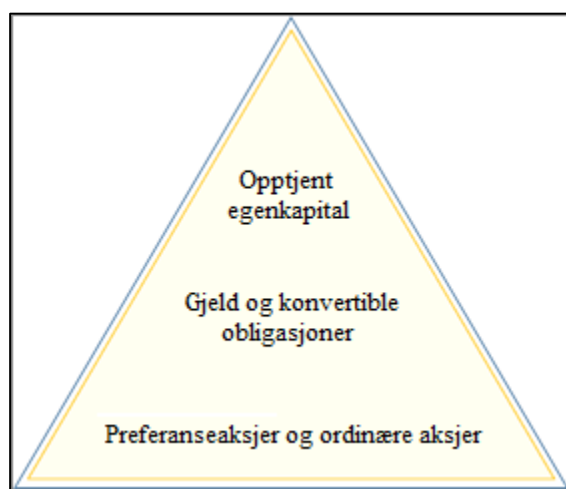 Opptjent
egenkapital
Gjeld og konvertible
obligasjoner
Preferanseaksjer og ordinære aksjer